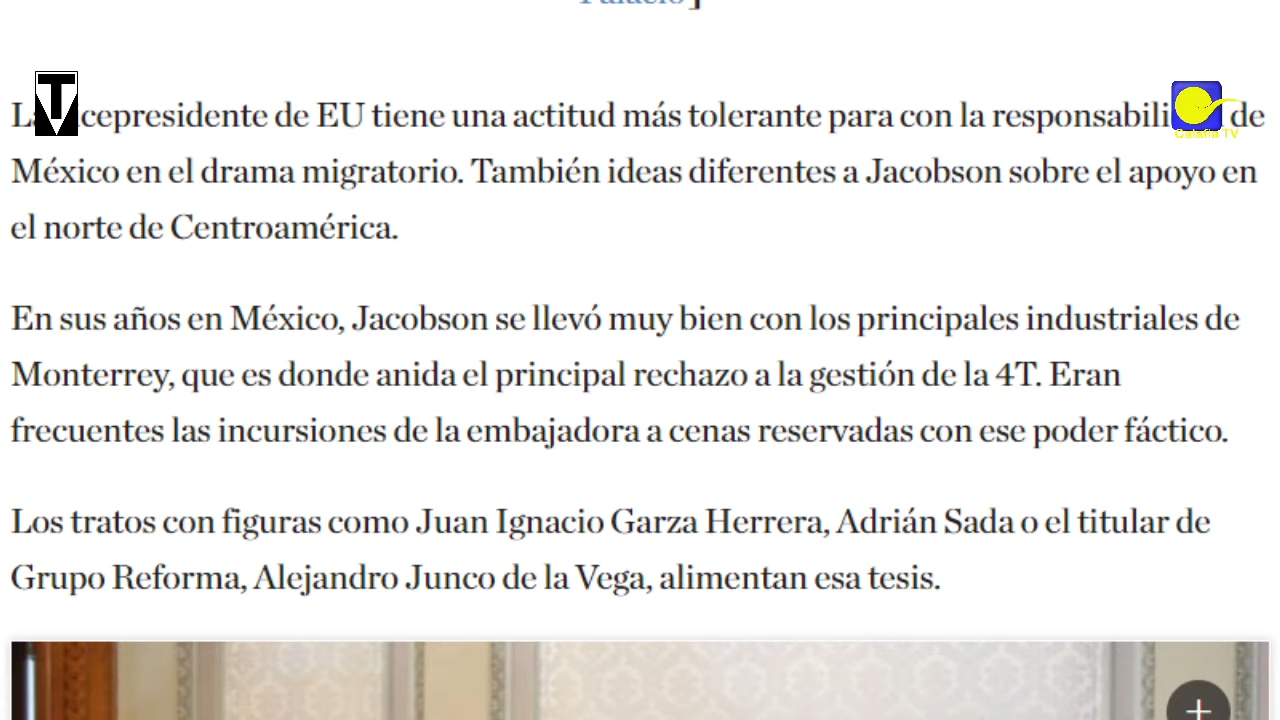 Palacio]
T
La vicepresidente de EU tiene una actitud más tolerante para con la responsabilidad de
Calafia TV
México en el drama migratorio. También ideas diferentes a Jacobson sobre el apoyo en
el norte de Centroamérica.
En sus años en México, Jacobson se llevó muy bien con los principales industriales de
Monterrey, que es donde anida el principal rechazo a la gestión de la 4T. Eran
frecuentes las incursiones de la embajadora a cenas reservadas con ese poder fáctico.
Los tratos con figuras como Juan Ignacio Garza Herrera, Adrián Sada o el titular de
Grupo Reforma, Alejandro Junco de la Vega, alimentan esa tesis.
+